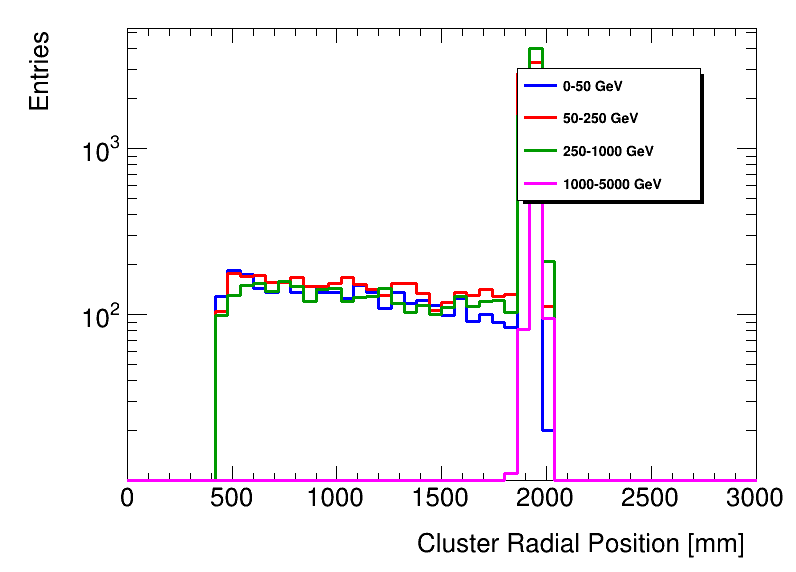 Entries
10³
10²
0-50 GeV
50-250 GeV
250-1000 GeV
1000-5000 GeV
0 500 1000 1500 2000 2500 3000
Cluster Radial Position [mm]